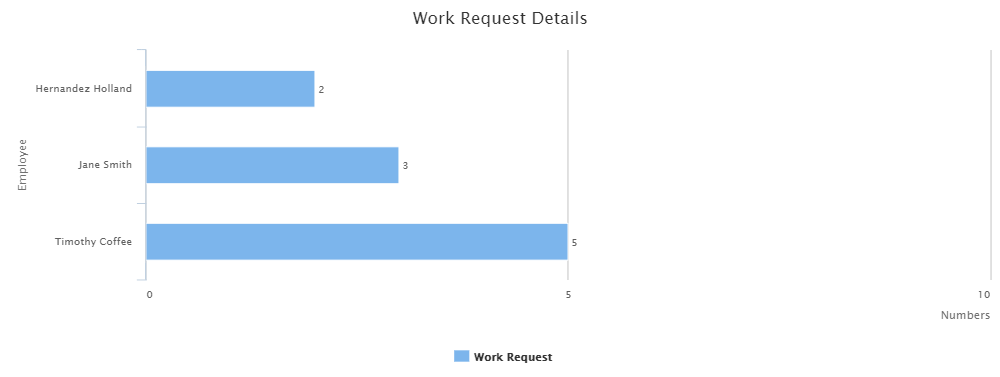 Work Request Details
Employee
Hernandez Holland
2
Jane Smith
3
Timothy Coffee
5
0 5 10
Numbers
Work Request